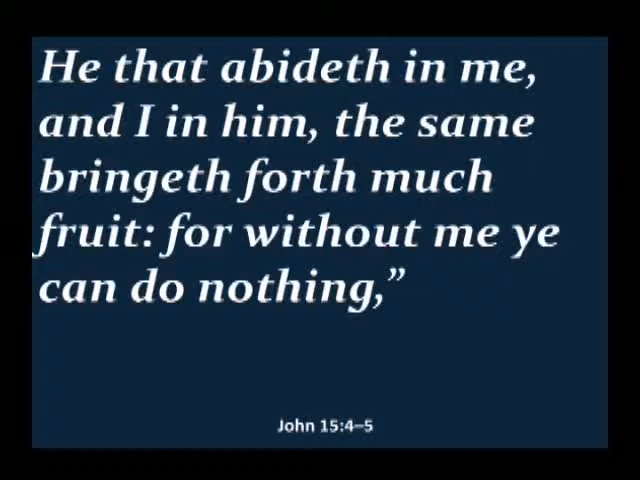 He that abideth in me,
and I in him, the same
bringeth forth much
fruit: for without me ye
can do nothing,”
John 15:4–5